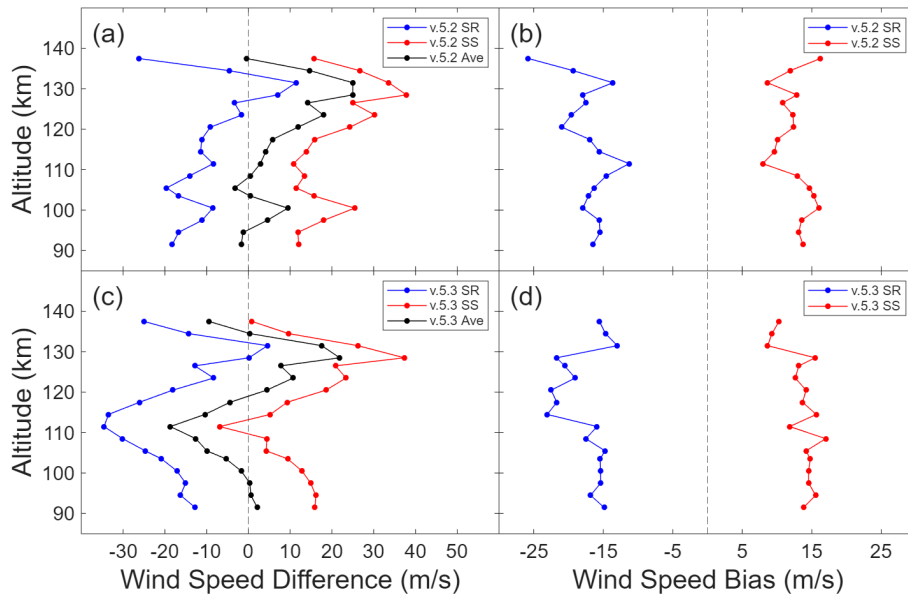 (a)
v.5.2 SR
v.5.2 SS
v.5.2 Ave
140
130
120
110
100
90
Altitude (km)
(b)
v.5.2 SR
v.5.2 SS
(c)
v.5.3 SR
v.5.3 SS
v.5.3 Ave
140
130
120
110
100
90
Altitude (km)
-30 -20 -10 0 10 20 30 40 50
Wind Speed Difference (m/s)
(d)
v.5.3 SR
v.5.3 SS
-25 -15 -5 5 15 25
Wind Speed Bias (m/s)